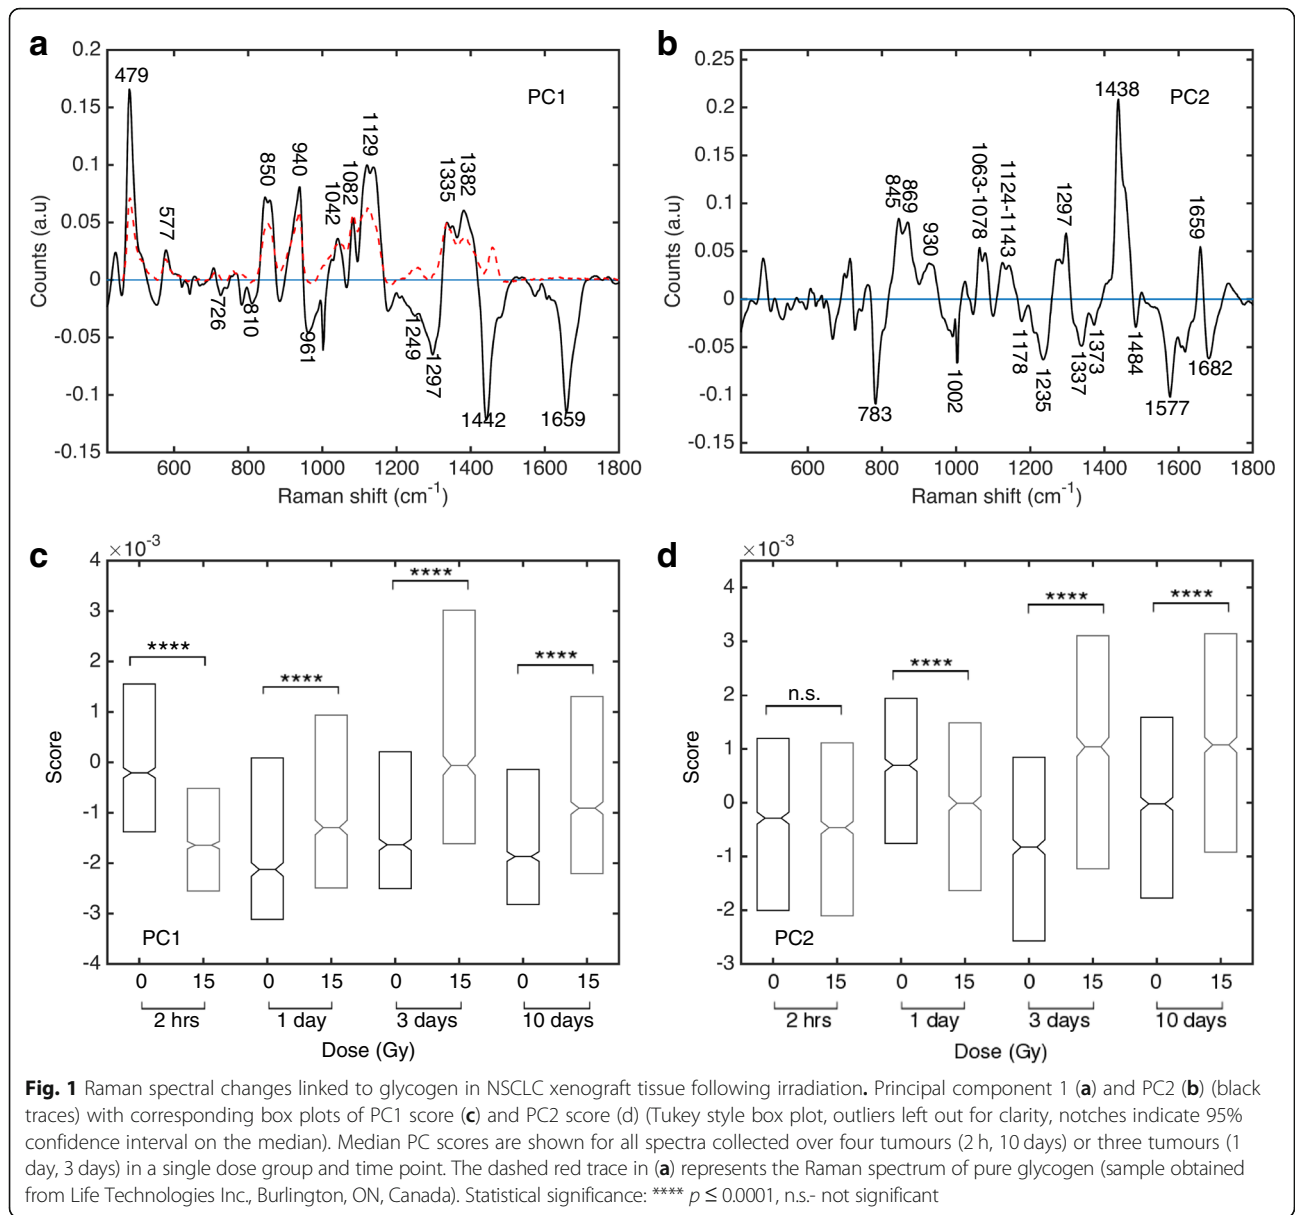 a
0.2
0.15
0.1
0.05
0
-0.05
-0.1
-0.15
Counts (a.u)
479
577
726
810
850
940
961
1042
1082
1129
1249
1297
1335
1382
1442
1659
PC1
600 800 1000 1200 1400 1600 1800
Raman shift (cm-1)
b
0.25
0.2
0.15
0.1
0.05
0
-0.05
-0.1
-0.15
Counts (a.u)
783
845
869
930
1002
1063-1078
1124-1143
1178
1235
1297
1337
1373
1438
1484
1577
1659
1682
PC2
600 800 1000 1200 1400 1600 1800
Raman shift (cm-1)
c
×10-3
4
3
2
1
0
-1
-2
-3
-4
Score
****
****
****
****
PC1
0 15 0 15 0 15 0 15
2 hrs 1 day 3 days 10 days
Dose (Gy)
d
×10-3
4
3
2
1
0
-1
-2
-3
Score
n.s.
****
****
****
PC2
0 15 0 15 0 15 0 15
2 hrs 1 day 3 days 10 days
Dose (Gy)
Fig. 1 Raman spectral changes linked to glycogen in NSCLC xenograft tissue following irradiation. Principal component 1 (a) and PC2 (b) (black
traces) with corresponding box plots of PC1 score (c) and PC2 score (d) (Tukey style box plot, outliers left out for clarity, notches indicate 95%
confidence interval on the median). Median PC scores are shown for all spectra collected over four tumours (2 h, 10 days) or three tumours (1
day, 3 days) in a single dose group and time point. The dashed red trace in (a) represents the Raman spectrum of pure glycogen (sample obtained
from Life Technologies Inc., Burlington, ON, Canada). Statistical significance: **** p ≤ 0.0001, n.s.- not significant